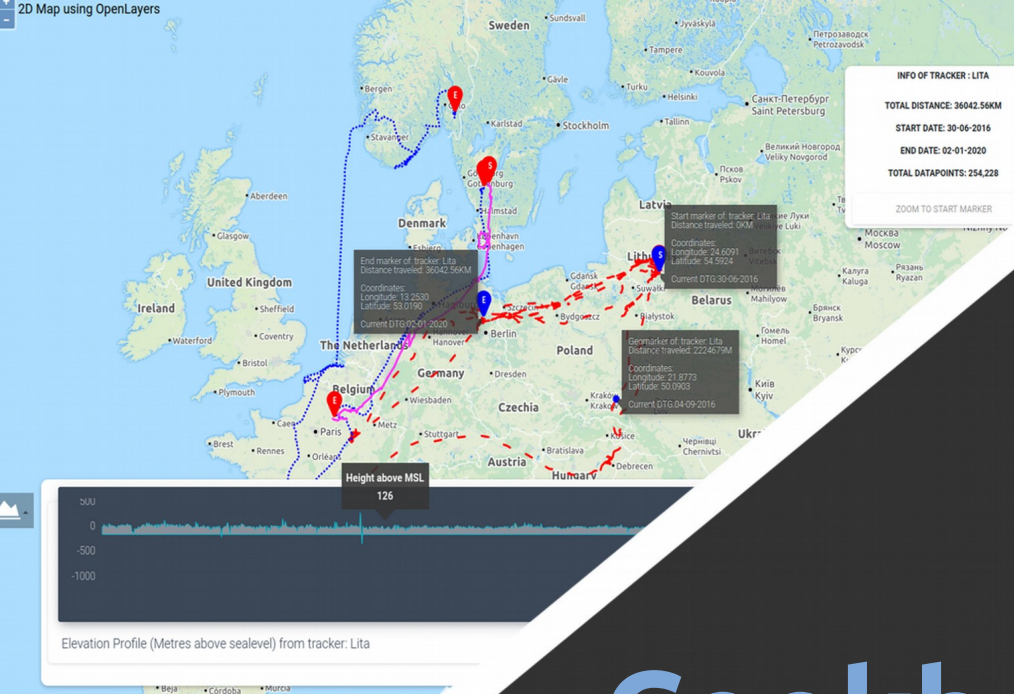 2D Map using OpenLayers
Sweden
Sundsvall
Jyväskylä
Петрозаводск
Petrozavodsk
Tampere
Kouvola
Gävle
Turku
Helsinki
Bergen
E
Karlstad
Stockholm
Tallinn
Санкт-Петербург
Saint Petersburg
Stavanger
Великий Новгород
Veliky Novgorod
Псков
Pskov
S
INFO OF TRACKER : LITA
TOTAL DISTANCE: 36042.56KM
START DATE: 30-06-2016
END DATE: 02-01-2020
TOTAL DATAPOINTS: 254,228
ZOOM TO START MARKER
Aberdeen
Glasgow
Denmark
Halmstad
Latvia
Start marker of tracker: Lita
Distance traveled: 0KM
Coordinates:
Longitude: 24.6091
Latitude: 54.5924
Current DTG:30-06-2016
Москва
Moscow
End marker of tracker: Lita
Distance traveled: 36042.56KM
Coordinates:
Longitude: 13.2530
Latitude: 53.0190
Current DTG:02-01-2020
S
Калуга
Kaluga
Рязань
Ryazan
United Kingdom
Ireland
Sheffield
Waterford
Bristol
Plymouth
Gdańsk
Gdańsk
Suwałki
Belarus
Могилёв
Mahilyow
Брянск
Bryansk
E
Bydgoszcz
Białystok
Berlin
Hanover
The Netherlands
Гомель
Homyel
Poland
Geomarker of tracker: Lita
Distance traveled: 2224679M
Coordinates:
Longitude: 21.8773
Latitude: 50.0903
Current DTG:04-09-2016
Germany
Dresden
Belgium
Wiesbaden
Czechia
Kraków
Київ
Kyiv
E
Brest
Rennes
Paris
Metz
Orléans
Stuttgart
Košice
Чернівці
Chernivtsi
Austria
Bratislava
Debrecen
Hungary
Height above MSL
126
500
0
-500
-1000
Elevation Profile (Metres above sealevel) from tracker: Lita
Beja
Córdoba
Murcia